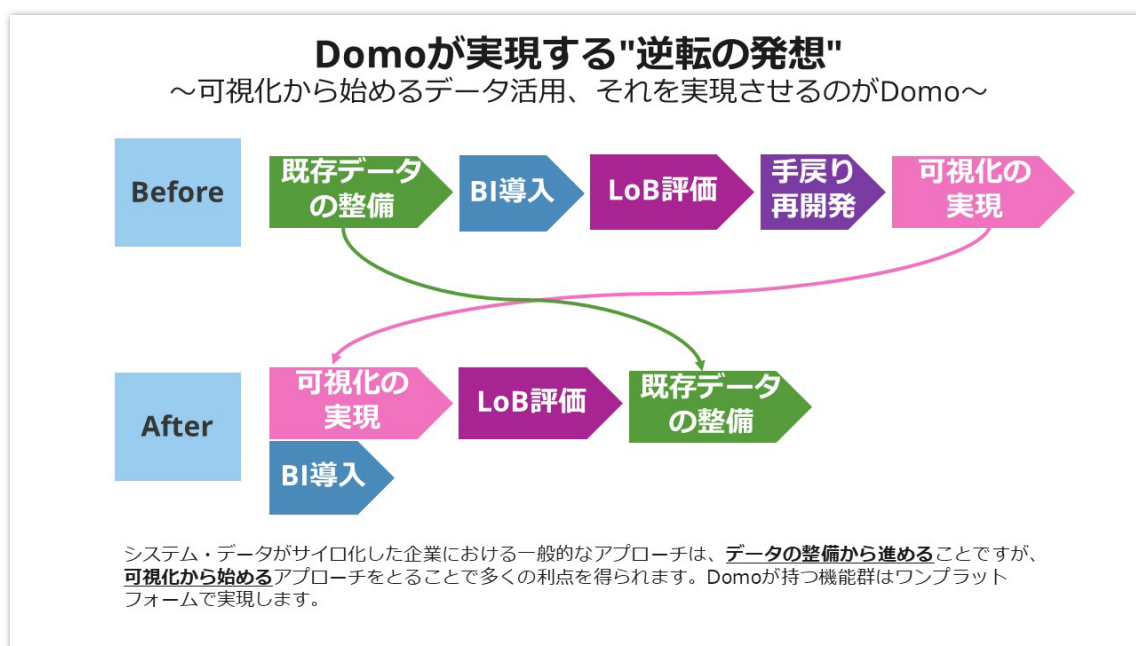 Domoが実現する"逆転の発想"
～可視化から始めるデータ活用、それを実現させるのがDomo～
Before
既存データ
の整備
BI導入
LoB評価
手戻り
再開発
可視化の
実現
After
可視化の
実現
LoB評価
既存データ
の整備
BI導入
システム・データがサイロ化した企業における一般的なアプローチは、データの整備から進めることですが、
可視化から始めるアプローチをとることで多くの利点を得られます。Domoが持つ機能群はワンプラット
フォームで実現します。